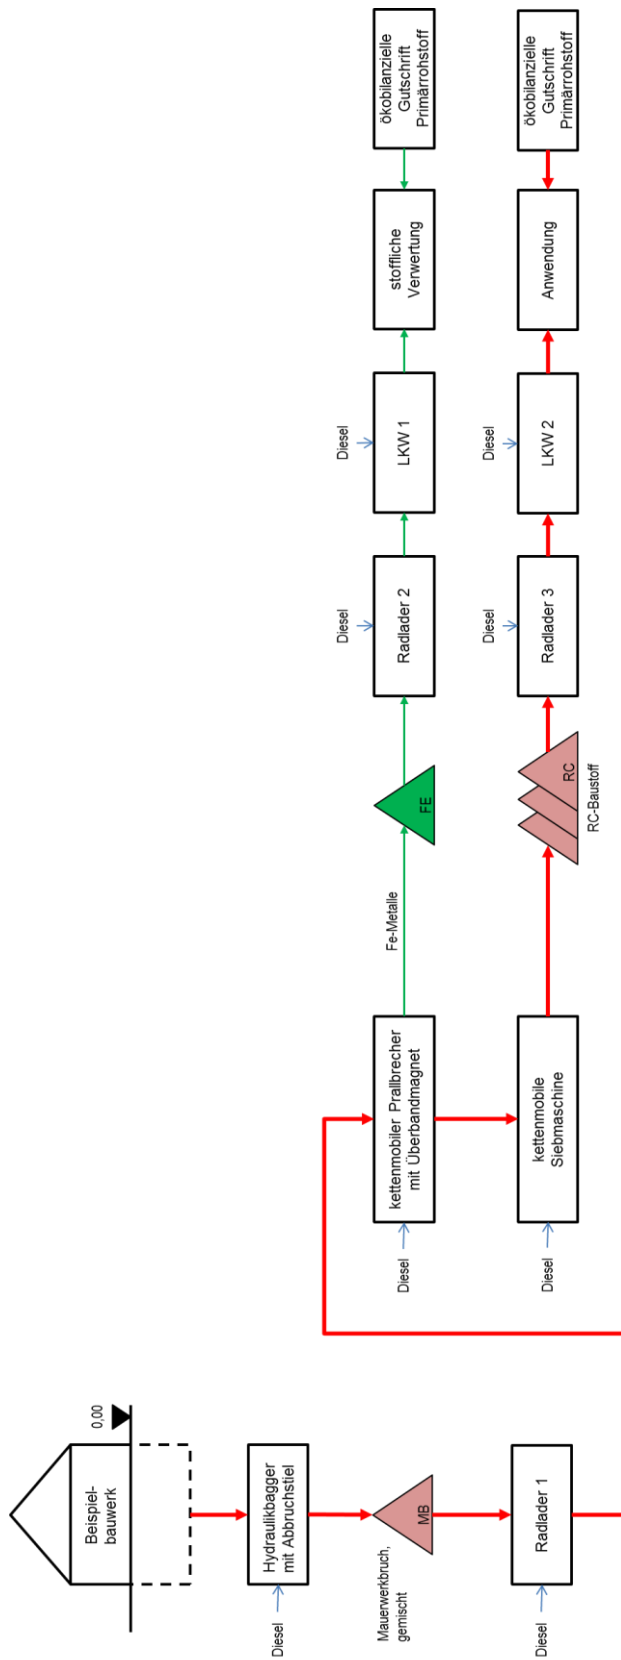 Beispiel-
bauwerk
0,00
Diesel
Hydraulikbagger
mit Abbruchstiel
Mauerwerkbruch,
gemischt
MB
Diesel
Radlader 1
Diesel
kettenmobiler Prallbrecher
mit Überbandmagnet
Fe-Metalle
FE
Diesel
Radlader 2
Diesel
LKW 1
stoffliche
Verwertung
ökobilanzielle
Gutschrift
Primärrohstoff
Diesel
kettenmobile
Siebmaschine
RC
RC-Baustoff
Diesel
Radlader 3
Diesel
LKW 2
Anwendung
ökobilanzielle
Gutschrift
Primärrohstoff